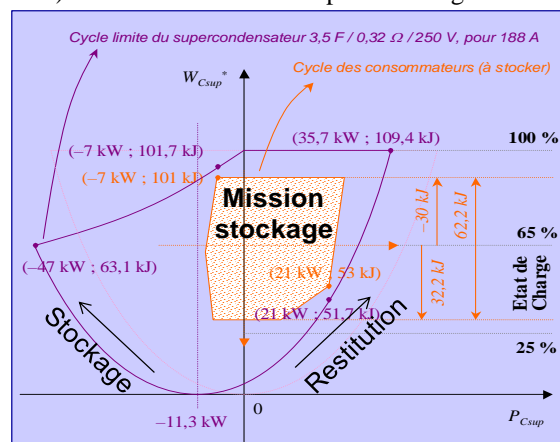 Cycle limite du supercondensateur 3,5 F / 0,32 Ω / 250 V, pour 188 A
W_Csup*
Cycle des consommateurs (à stocker)
(35,7 kW ; 109,4 kJ)
100 %
(–7 kW ; 101,7 kJ)
(–7 kW ; 101 kJ)
Mission
stockage
–30 kJ
62,2 kJ
65 %
(–47 kW ; 63,1 kJ)
(21 kW ; 53 kJ)
32,2 kJ
Etat de
Charge
(21 kW ; 51,7 kJ)
Stockage
Restitution
25 %
0
–11,3 kW
P_Csup